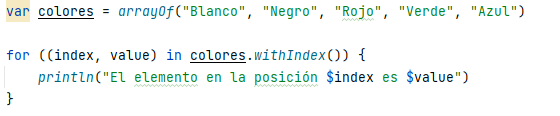 var colores = arrayOf("Blanco", "Negro", "Rojo", "Verde", "Azul")
for ((index, value) in colores.withIndex()) {
    println("El elemento en la posición $index es $value")
}